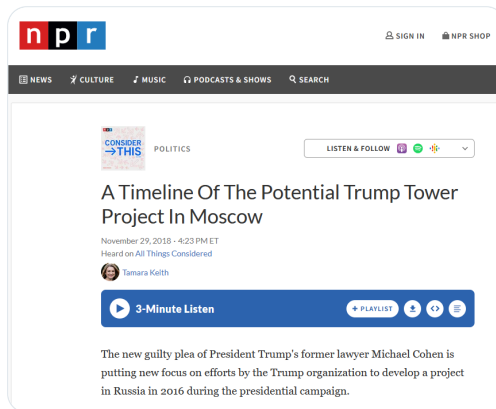 npr
SIGN IN NPR SHOP
NEWS CULTURE MUSIC PODCASTS & SHOWS SEARCH
npr
CONSIDER
THIS
POLITICS
LISTEN & FOLLOW
A Timeline Of The Potential Trump Tower
Project In Moscow
November 29, 2018 · 4:23 PM ET
Heard on All Things Considered
Tamara Keith
3-Minute Listen
+ PLAYLIST
The new guilty plea of President Trump's former lawyer Michael Cohen is
putting new focus on efforts by the Trump organization to develop a project
in Russia in 2016 during the presidential campaign.